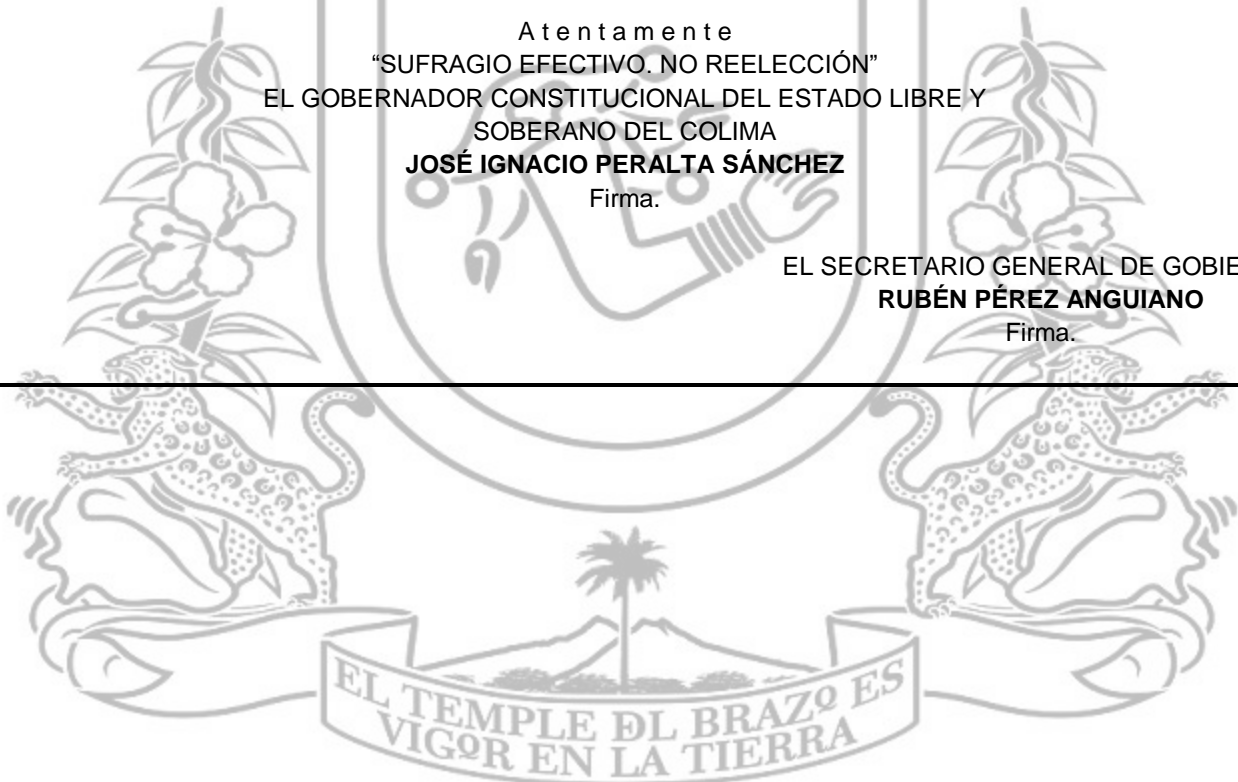 A t e n t a m e n t e
“SUFRAGIO EFECTIVO. NO REELECCIÓN”
EL GOBERNADOR CONSTITUCIONAL DEL ESTADO LIBRE Y
SOBERANO DEL COLIMA
JOSÉ IGNACIO PERALTA SÁNCHEZ
Firma.
EL SECRETARIO GENERAL DE GOBIE
RUBÉN PÉREZ ANGUIANO
Firma.
EL TEMPLE DL BRAZO ES
VIGOR EN LA TIERRA